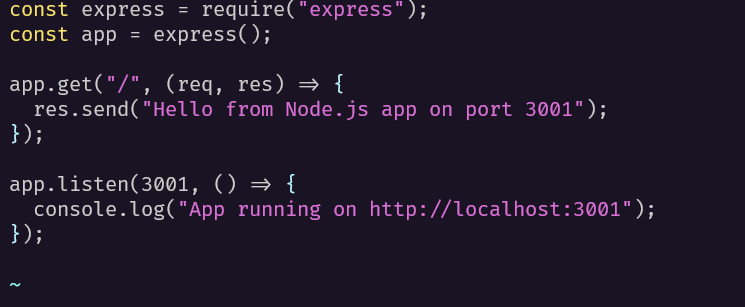 const express = require("express");
const app = express();
app.get("/", (req, res) => {
  res.send("Hello from Node.js app on port 3001");
});
app.listen(3001, () => {
  console.log("App running on http://localhost:3001");
});
~